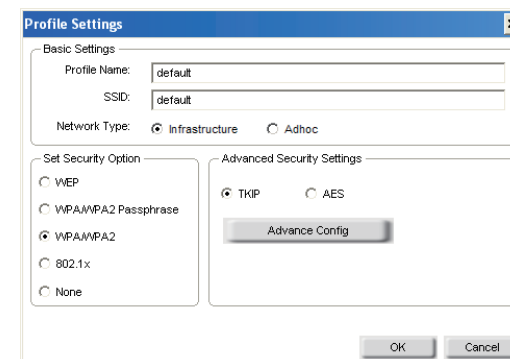 Profile Settings
Basic Settings
Profile Name: default
SSID: default
Network Type: Infrastructure Adhoc
Set Security Option
WEP
WPA/WPA2 Passphrase
WPA/WPA2
802.1x
None
Advanced Security Settings
TKIP AES
Advance Config
OK Cancel